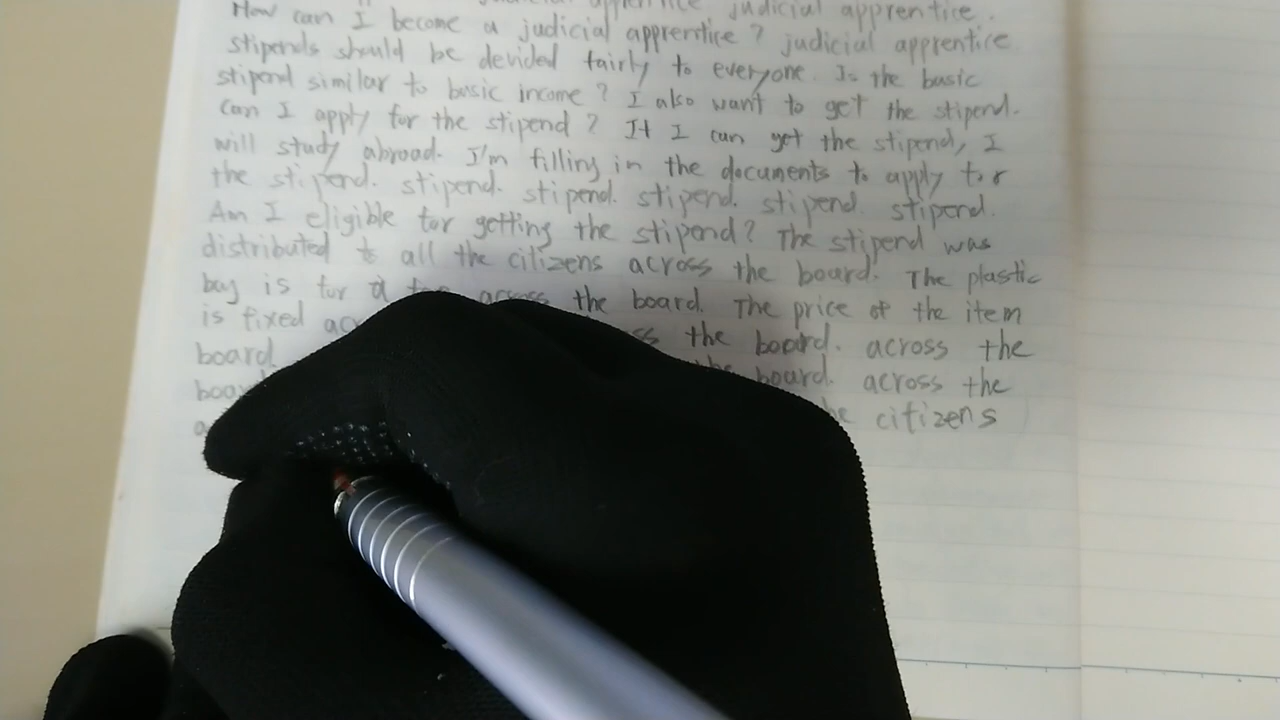 judicial apprentice judicial apprentice.
How can I become a judicial apprentice? judicial apprentice
stipends should be devided fairly to everyone. Is the basic
stipend similar to basic income? I also want to get the stipend.
Can I apply for the stipend? If I can get the stipend, I
will study abroad. I'm filling in the documents to apply for
the stipend. stipend. stipend. stipend. stipend. stipend.
Am I eligible for getting the stipend? The stipend was
distributed to all the citizens across the board. The plastic
bag is for a across the board. The price of the item
is fixed the board. across the
board. the board. across the
citizens